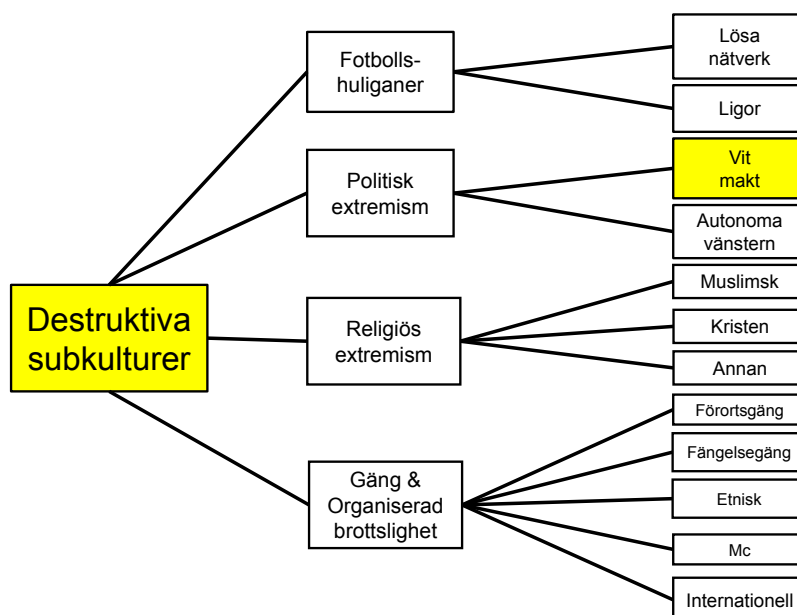 Destruktiva
subkulturer
Fotbolls-
huliganer
Lösa
nätverk
Ligor
Politisk
extremism
Vit
makt
Autonoma
vänstern
Religiös
extremism
Muslimsk
Kristen
Annan
Gäng &
Organiserad
brottslighet
Förortsgäng
Fängelsegäng
Etnisk
Mc
Internationell